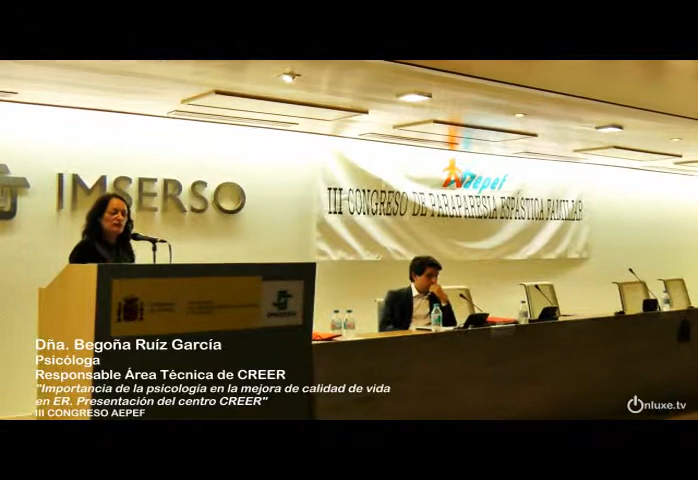 IMSERSO
aepef
III CONGRESO DE PARAPARESIA ESPÁSTICA FAMILIAR
IMSERSO
Dña. Begoña Ruíz García
Psicóloga
Responsable Área Técnica de CREER
"Importancia de la psicología en la mejora de calidad de vida
en ER. Presentación del centro CREER"
III CONGRESO AEPEF
onluxe.tv